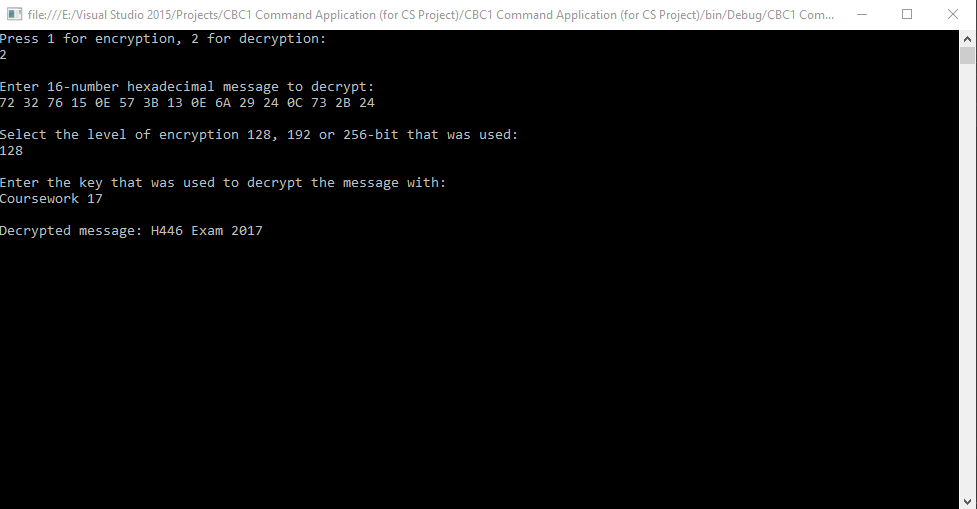 file:///E:/Visual Studio 2015/Projects/CBC1 Command Application (for CS Project)/CBC1 Command Application (for CS Project)/bin/Debug/CBC1 Com...
Press 1 for encryption, 2 for decryption:
2
Enter 16-number hexadecimal message to decrypt:
72 32 76 15 0E 57 3B 13 0E 6A 29 24 0C 73 2B 24
Select the level of encryption 128, 192 or 256-bit that was used:
128
Enter the key that was used to decrypt the message with:
Coursework 17
Decrypted message: H446 Exam 2017